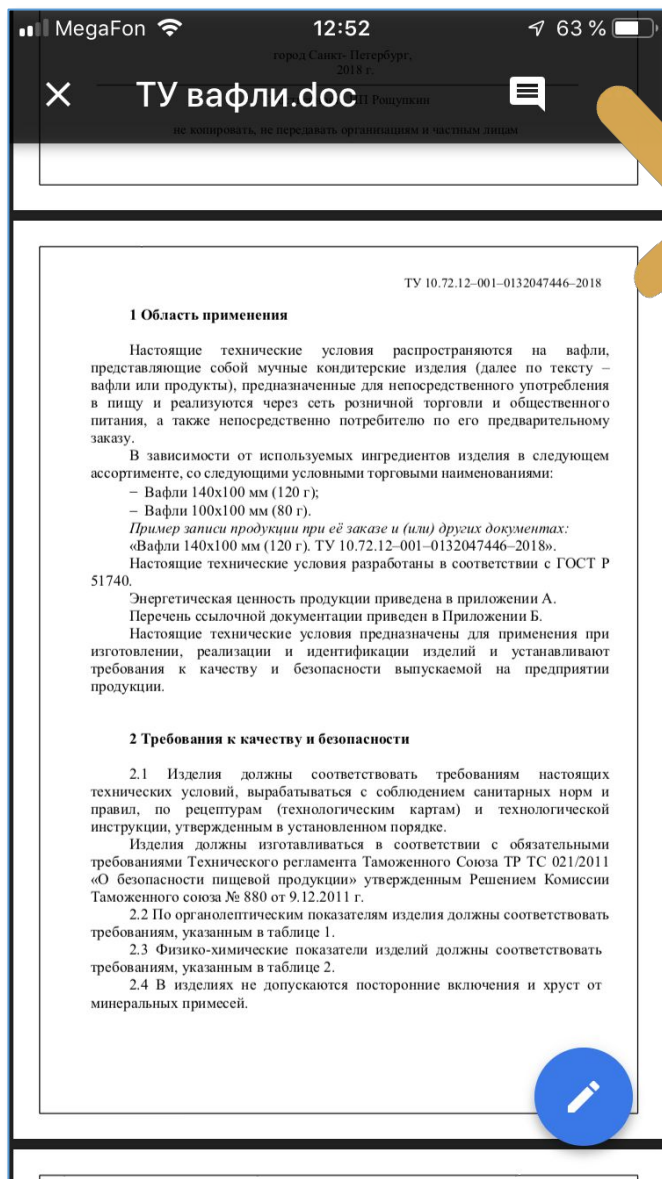 MegaFon 12:52 63 %
город Санкт- Петербург,
2018 г.
ТУ вафли.doc
ИП Рощупкин
не копировать, не передавать организациям и частным лицам
ТУ 10.72.12–001–0132047446–2018
1 Область применения
Настоящие технические условия распространяются на вафли,
представляющие собой мучные кондитерские изделия (далее по тексту –
вафли или продукты), предназначенные для непосредственного употребления
в пищу и реализуются через сеть розничной торговли и общественного
питания, а также непосредственно потребителю по его предварительному
заказу.
В зависимости от используемых ингредиентов изделия в следующем
ассортименте, со следующими условными торговыми наименованиями:
– Вафли 140х100 мм (120 г);
– Вафли 100х100 мм (80 г).
Пример записи продукции при её заказе и (или) других документах:
«Вафли 140х100 мм (120 г). ТУ 10.72.12–001–0132047446–2018».
Настоящие технические условия разработаны в соответствии с ГОСТ Р
51740.
Энергетическая ценность продукции приведена в приложении А.
Перечень ссылочной документации приведен в Приложении Б.
Настоящие технические условия предназначены для применения при
изготовлении, реализации и идентификации изделий и устанавливают
требования к качеству и безопасности выпускаемой на предприятии
продукции.
2 Требования к качеству и безопасности
2.1 Изделия должны соответствовать требованиям настоящих
технических условий, вырабатываться с соблюдением санитарных норм и
правил, по рецептурам (технологическим картам) и технологической
инструкции, утвержденным в установленном порядке.
Изделия должны изготавливаться в соответствии с обязательными
требованиями Технического регламента Таможенного Союза ТР ТС 021/2011
«О безопасности пищевой продукции» утвержденным Решением Комиссии
Таможенного союза № 880 от 9.12.2011 г.
2.2 По органолептическим показателям изделия должны соответствовать
требованиям, указанным в таблице 1.
2.3 Физико-химические показатели изделий должны соответствовать
требованиям, указанным в таблице 2.
2.4 В изделиях не допускаются посторонние включения и хруст от
минеральных примесей.